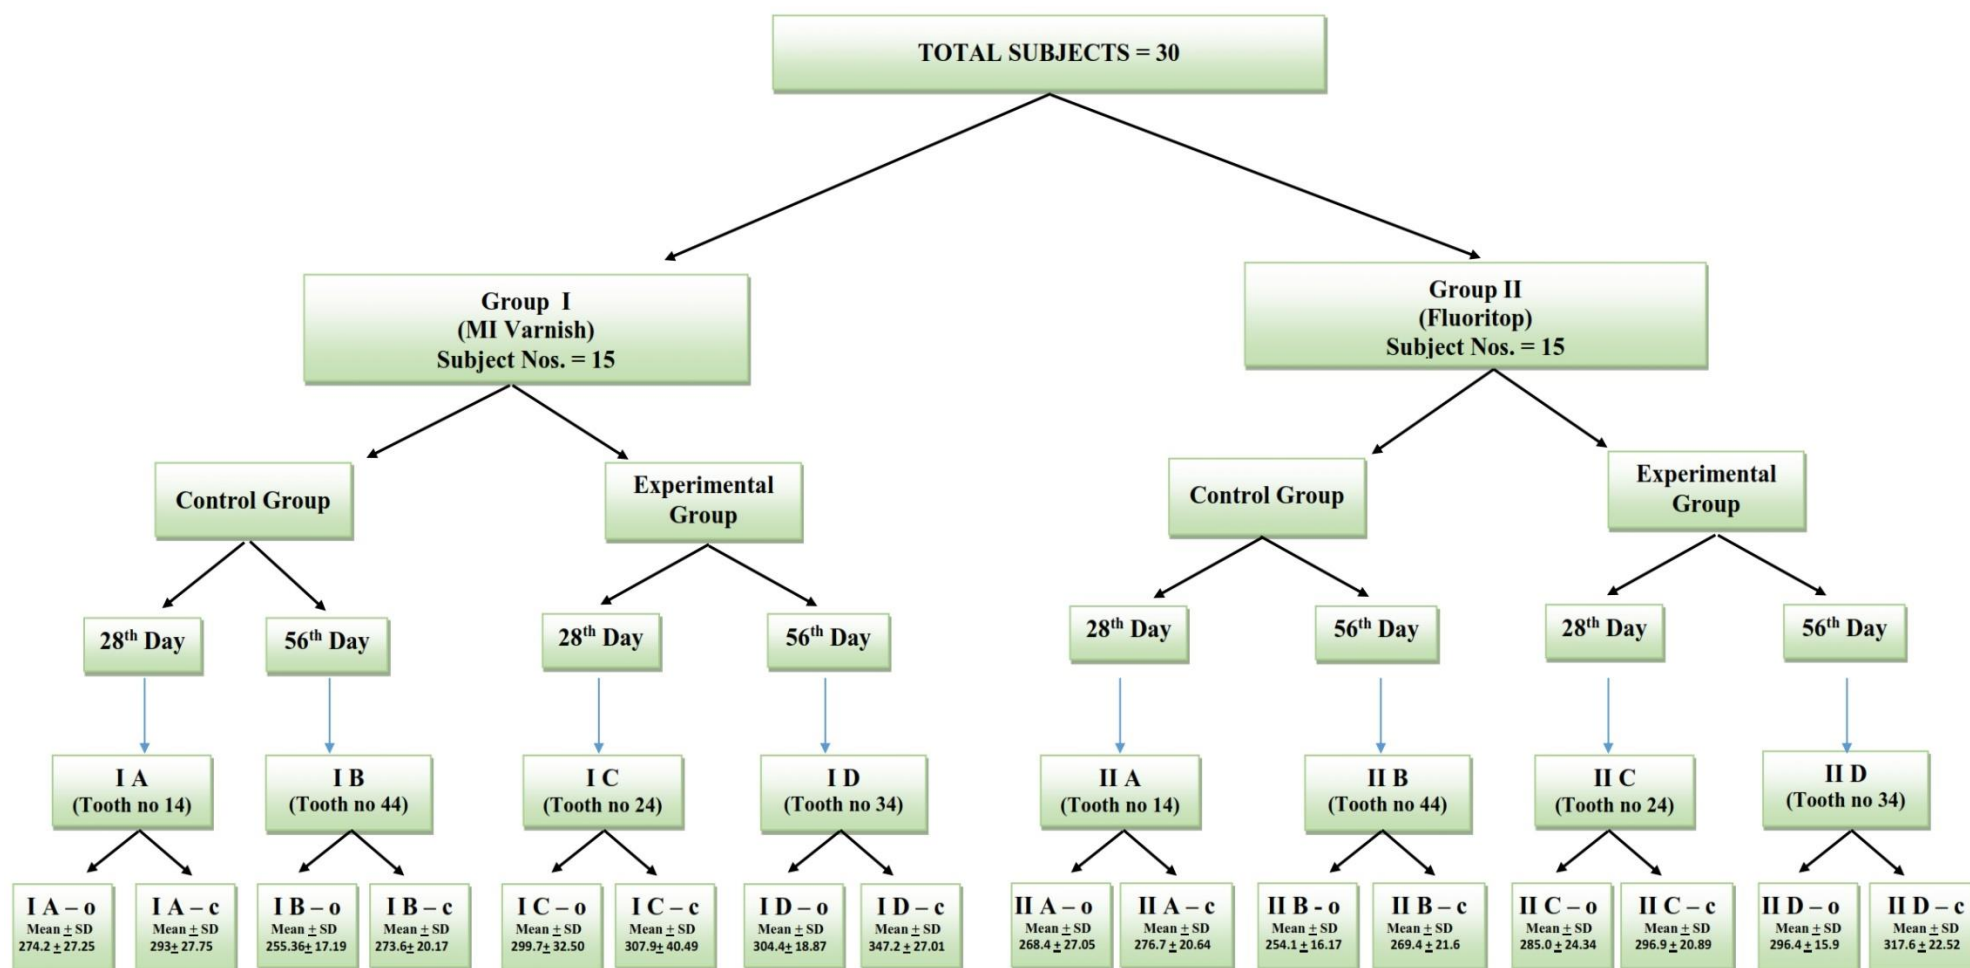 TOTAL SUBJECTS = 30
Group I
(MI Varnish)
Subject Nos. = 15
Group II
(Fluoritop)
Subject Nos. = 15
Control Group
Experimental
Group
Control Group
Experimental
Group
28th Day
56th Day
28th Day
56th Day
28th Day
56th Day
28th Day
56th Day
I A
(Tooth no 14)
I B
(Tooth no 44)
I C
(Tooth no 24)
I D
(Tooth no 34)
II A
(Tooth no 14)
II B
(Tooth no 44)
II C
(Tooth no 24)
II D
(Tooth no 34)
I A – o
Mean ± SD
274.2 ± 27.25
I A – c
Mean ± SD
293± 27.75
I B – o
Mean ± SD
255.36± 17.19
I B – c
Mean ± SD
273.6± 20.17
I C – o
Mean ± SD
299.7± 32.50
I C – c
Mean ± SD
307.9± 40.49
I D – o
Mean ± SD
304.4± 18.87
I D – c
Mean ± SD
347.2 ± 27.01
II A – o
Mean ± SD
268.4 ± 27.05
II A – c
Mean ± SD
276.7 ± 20.64
II B - o
Mean ± SD
254.1 ± 16.17
II B – c
Mean ± SD
269.4 ± 21.6
II C – o
Mean ± SD
285.0 ± 24.34
II C – c
Mean ± SD
296.9 ± 20.89
II D – o
Mean ± SD
296.4 ± 15.9
II D – c
Mean ± SD
317.6 ± 22.52